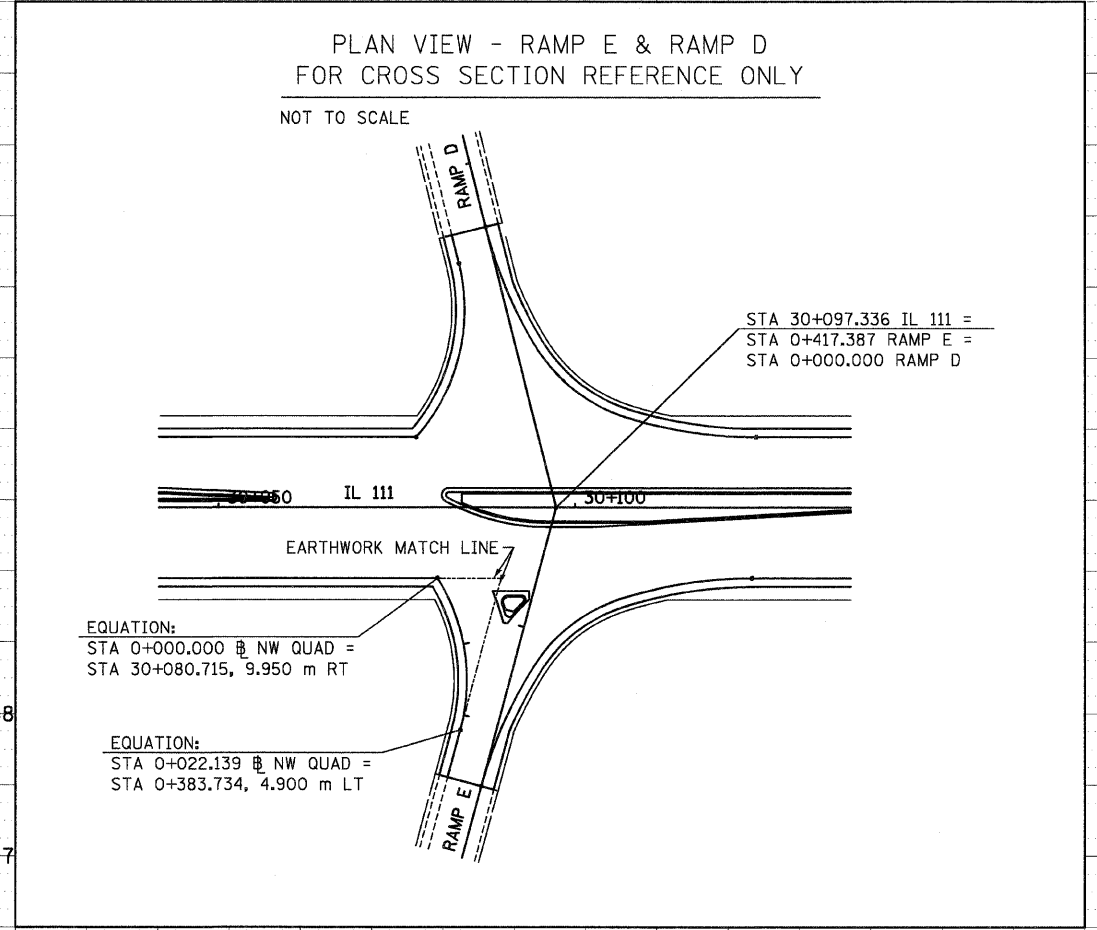 PLAN VIEW - RAMP E & RAMP D
FOR CROSS SECTION REFERENCE ONLY
NOT TO SCALE
RAMP D
STA 30+097.336 IL 111 =
STA 0+417.387 RAMP E =
STA 0+000.000 RAMP D
30+050
IL 111
30+100
EARTHWORK MATCH LINE
EQUATION:
STA 0+000.000 ⅊ NW QUAD =
STA 30+080.715, 9.950 m RT
EQUATION:
STA 0+022.139 ⅊ NW QUAD =
STA 0+383.734, 4.900 m LT
RAMP E
8
7